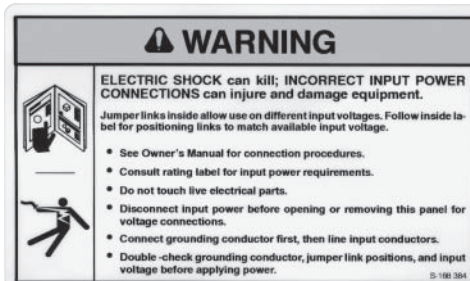 WARNING
ELECTRIC SHOCK can kill; INCORRECT INPUT POWER
CONNECTIONS can injure and damage equipment.
Jumper links inside allow use on different input voltages. Follow inside la-
bel for positioning links to match available input voltage.
• See Owner's Manual for connection procedures.
• Consult rating label for input power requirements.
• Do not touch live electrical parts.
• Disconnect input power before opening or removing this panel for
voltage connections.
• Connect grounding conductor first, then line input conductors.
• Double -check grounding conductor, jumper link positions, and input
voltage before applying power.
S-168 384